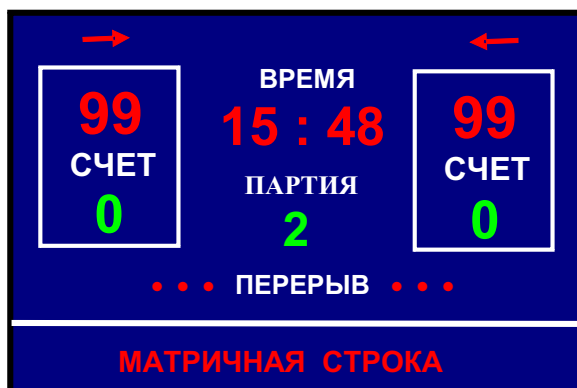 ВРЕМЯ
99
15 : 48
99
СЧЕТ
СЧЕТ
ПАРТИЯ
0
2
0
• • • ПЕРЕРЫВ • • •
МАТРИЧНАЯ СТРОКА